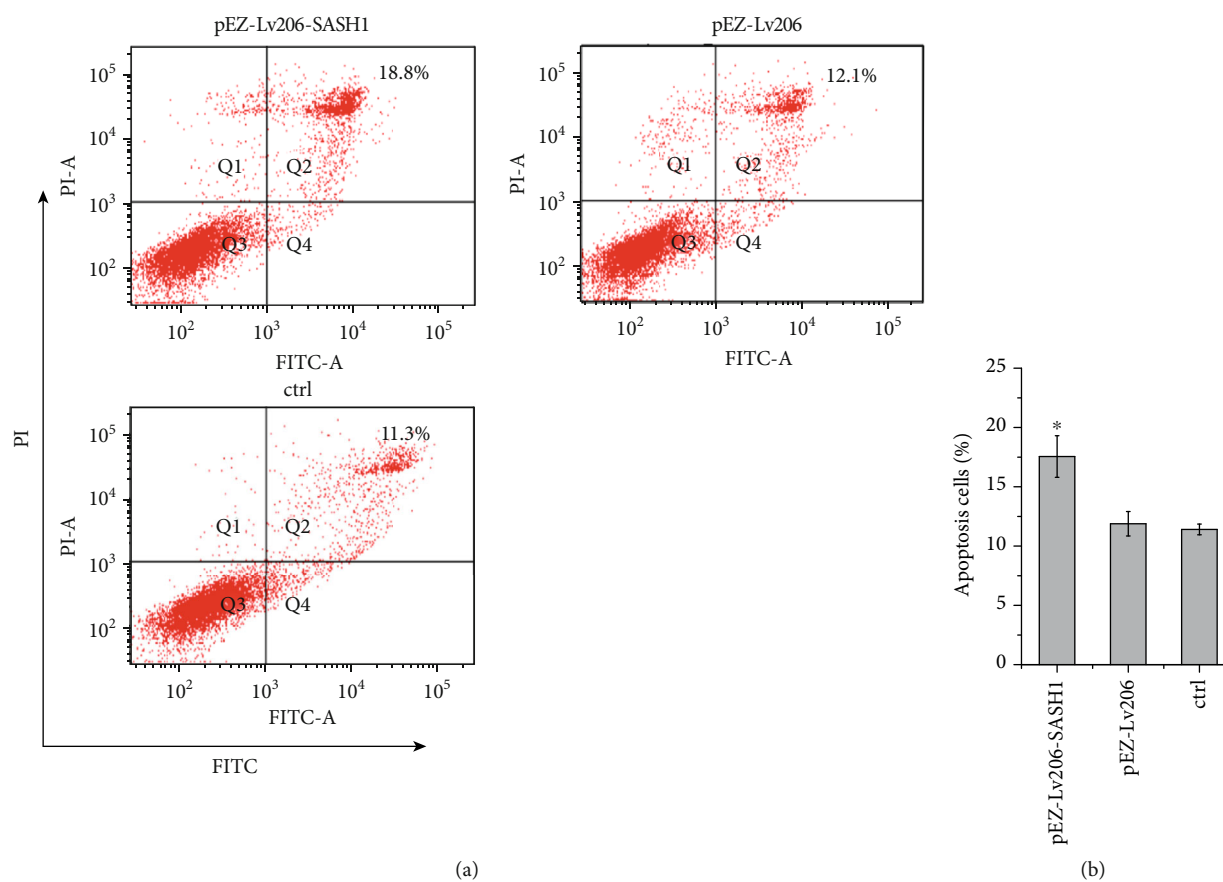 pEZ-Lv206-SASH1
10⁵
10⁴
10³
10²
PI-A
18.8%
Q1
Q2
Q3
Q4
10² 10³ 10⁴ 10⁵
FITC-A
pEZ-Lv206
10⁵
10⁴
10³
10²
PI-A
12.1%
Q1
Q2
Q3
Q4
10² 10³ 10⁴ 10⁵
FITC-A
ctrl
10⁵
10⁴
10³
10²
PI-A
11.3%
Q1
Q2
Q3
Q4
10² 10³ 10⁴ 10⁵
FITC-A
PI
FITC
(a)
25
20
15
10
5
0
Apoptosis cells (%)
*
pEZ-Lv206-SASH1
pEZ-Lv206
ctrl
(b)